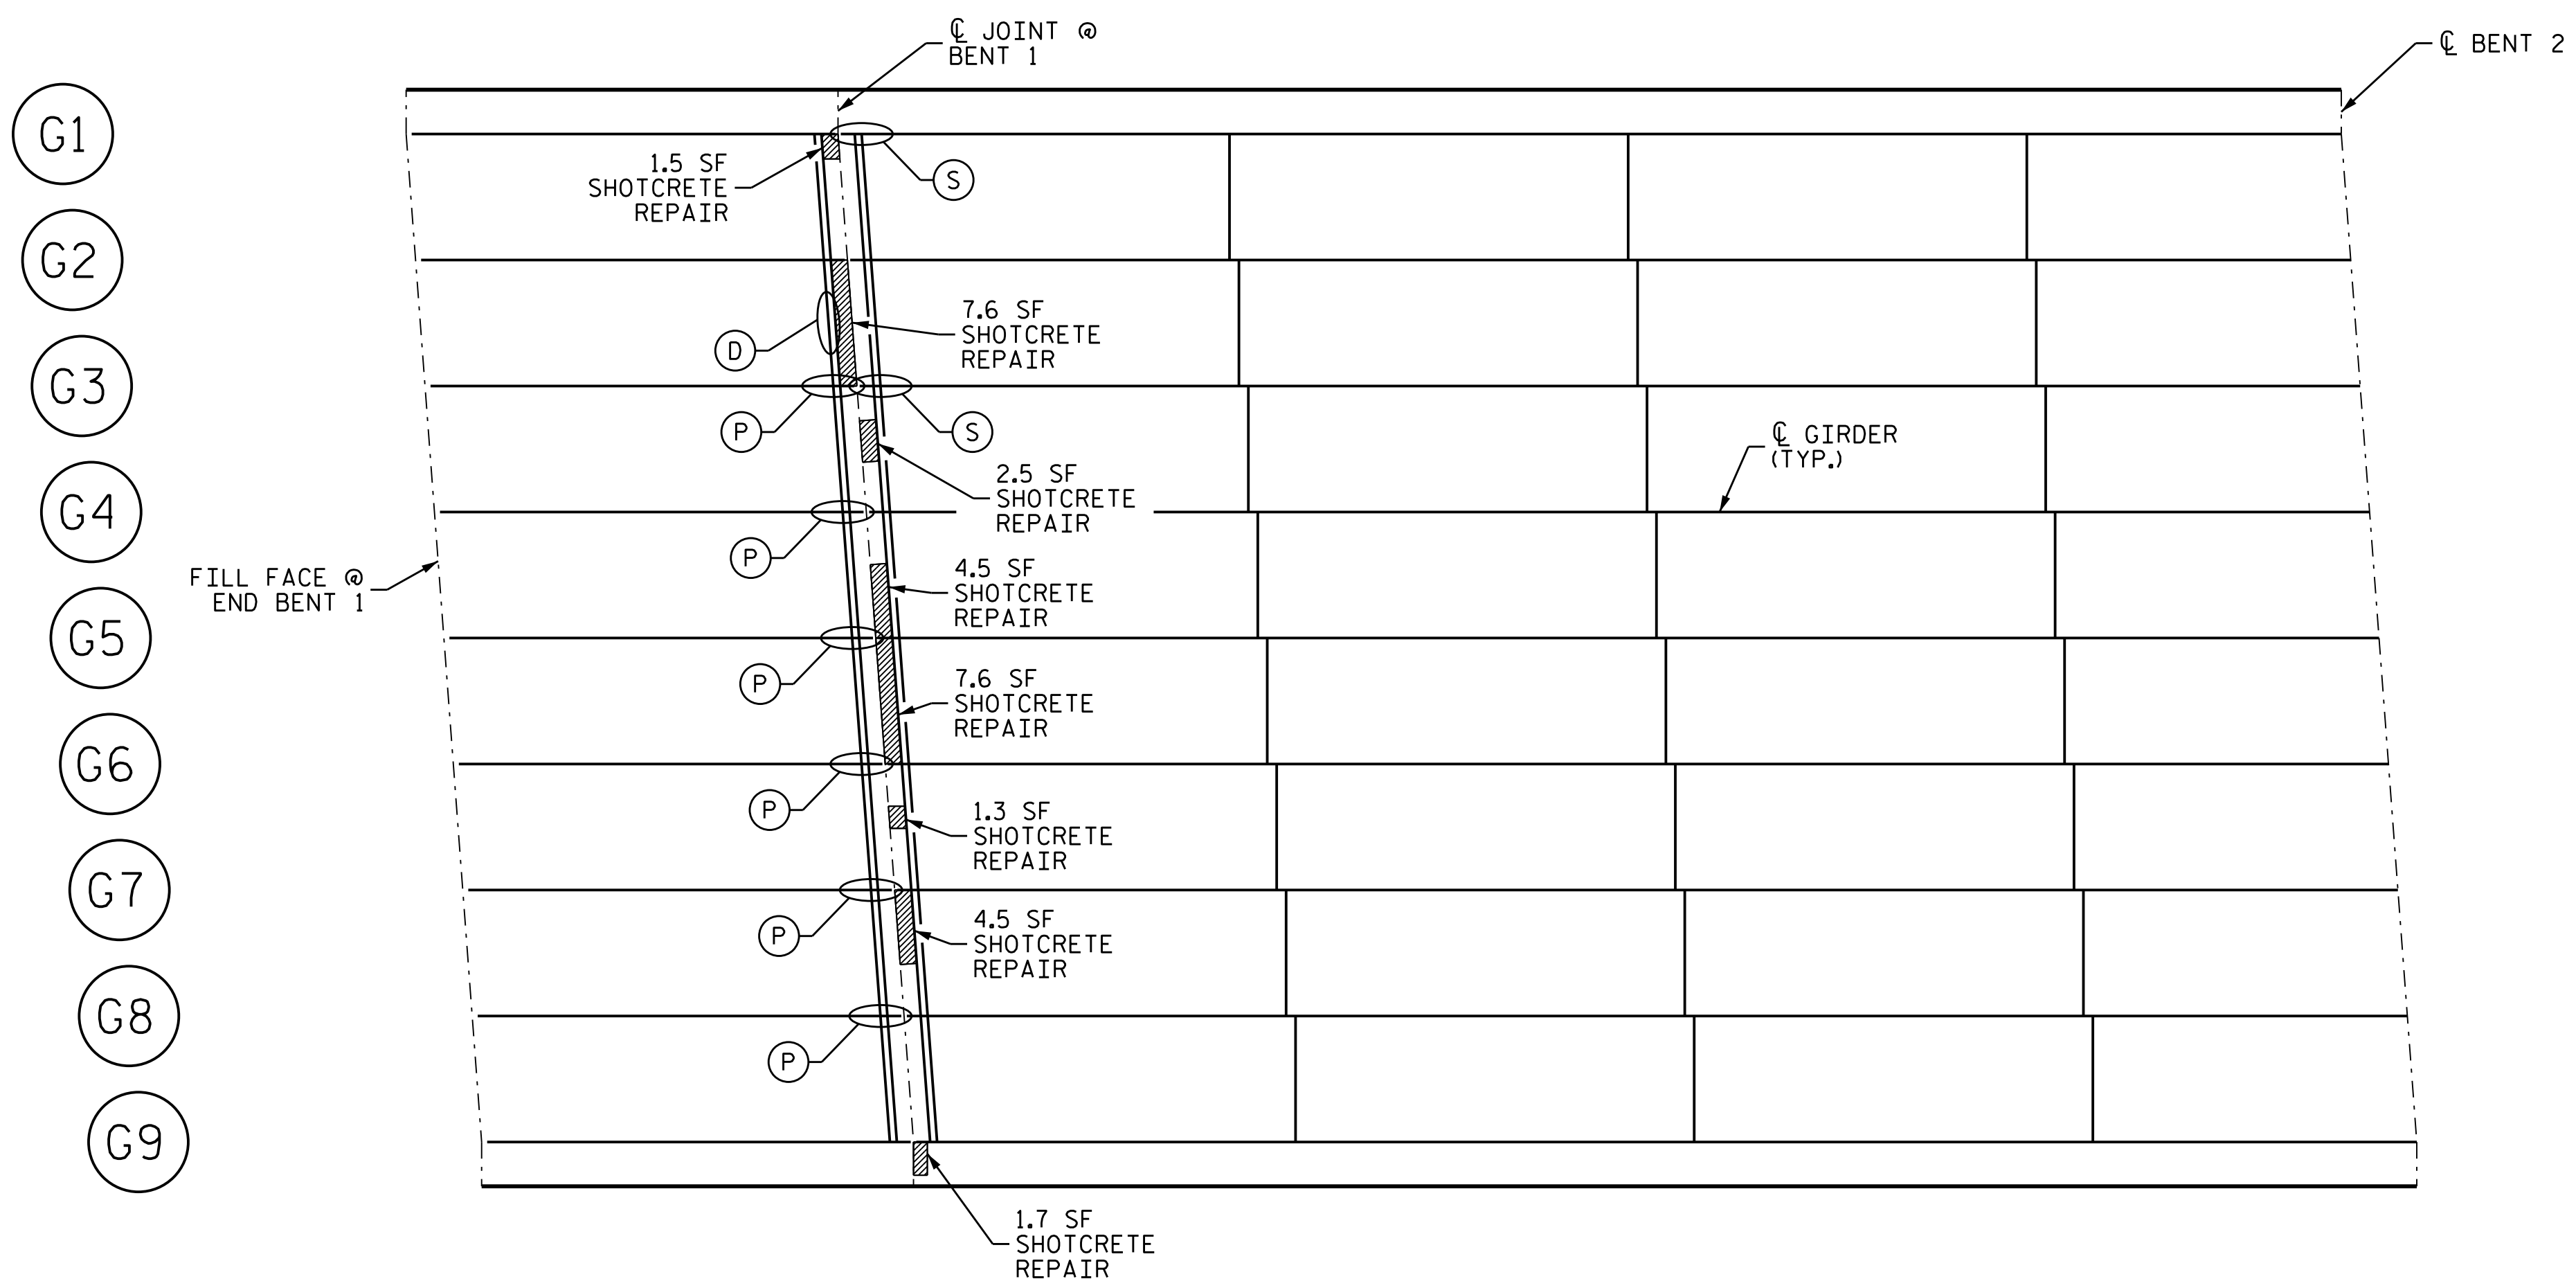 ℄ JOINT @
BENT 1
℄ BENT 2
G1
1.5 SF
SHOTCRETE
REPAIR
S
G2
7.6 SF
SHOTCRETE
REPAIR
D
G3
P
S
℄ GIRDER
(TYP.)
2.5 SF
SHOTCRETE
REPAIR
G4
P
FILL FACE @
END BENT 1
4.5 SF
SHOTCRETE
REPAIR
G5
P
7.6 SF
SHOTCRETE
REPAIR
G6
P
1.3 SF
SHOTCRETE
REPAIR
G7
P
4.5 SF
SHOTCRETE
REPAIR
G8
P
G9
1.7 SF
SHOTCRETE
REPAIR